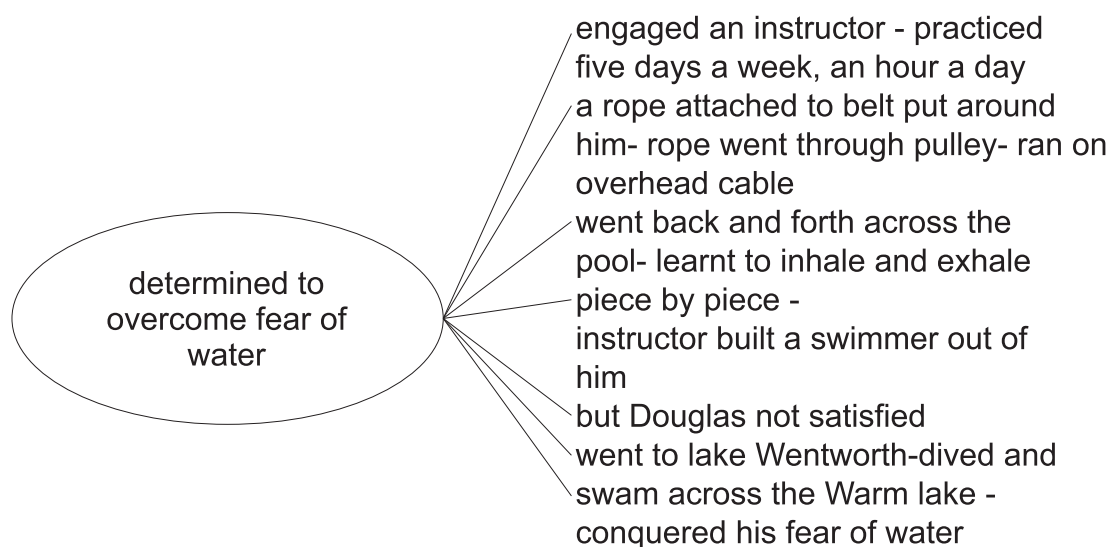 determined to
overcome fear of
water
engaged an instructor - practiced
five days a week, an hour a day
a rope attached to belt put around
him- rope went through pulley- ran on
overhead cable
went back and forth across the
pool- learnt to inhale and exhale
piece by piece -
instructor built a swimmer out of
him
but Douglas not satisfied
went to lake Wentworth-dived and
swam across the Warm lake -
conquered his fear of water